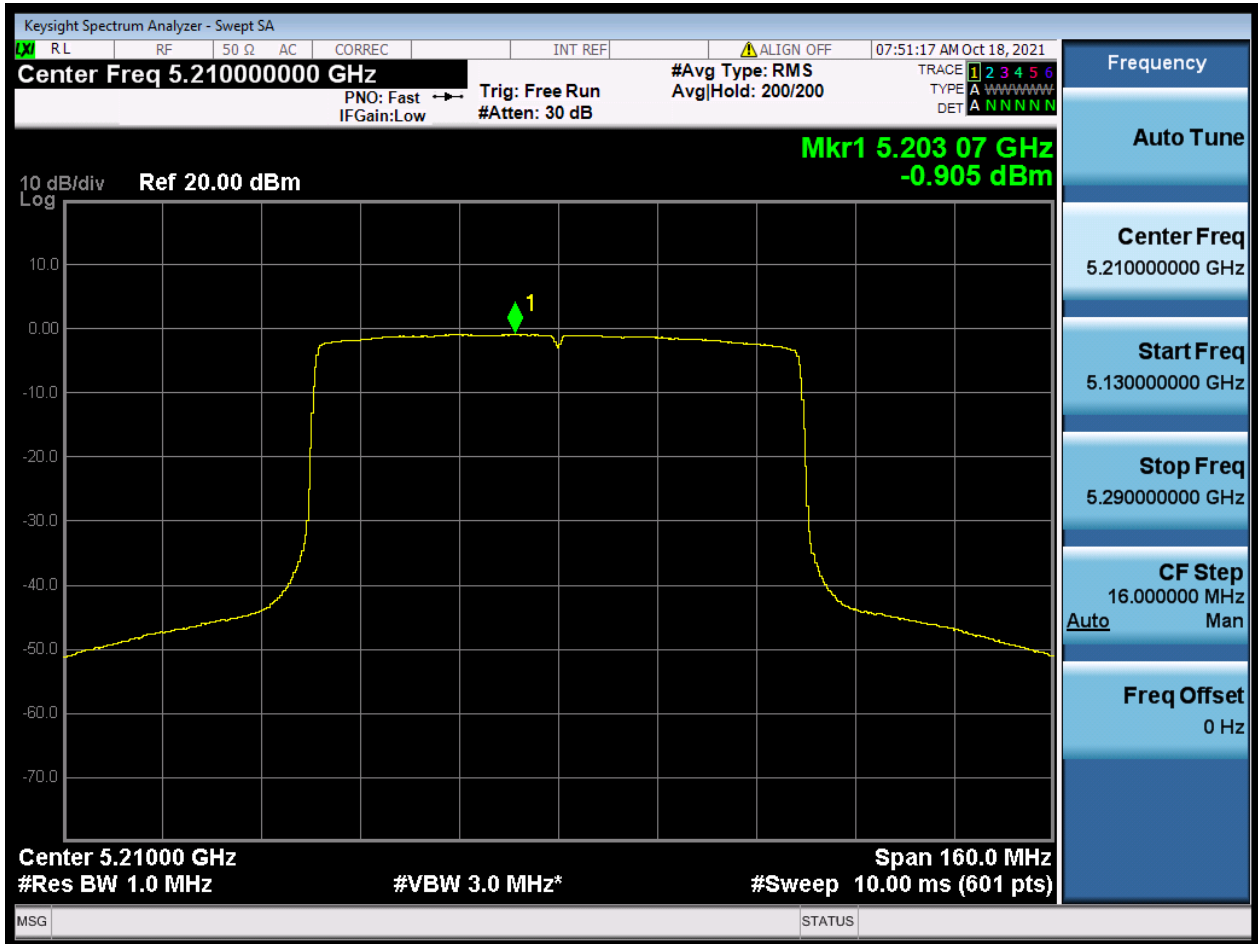 Keysight Spectrum Analyzer - Swept SA
LXI RL RF 50 Ω AC CORREC INT REF ALIGN OFF 07:51:17 AM Oct 18, 2021
Center Freq 5.210000000 GHz
PNO: Fast
IFGain:Low
Trig: Free Run
#Atten: 30 dB
#Avg Type: RMS
Avg|Hold: 200/200
TRACE 1 2 3 4 5 6
TYPE A WWWWW
DET A N N N N N
Mkr1 5.203 07 GHz
-0.905 dBm
10 dB/div Ref 20.00 dBm
Log
10.0
1
0.00
-10.0
-20.0
-30.0
-40.0
-50.0
-60.0
-70.0
Center 5.21000 GHz Span 160.0 MHz
#Res BW 1.0 MHz #VBW 3.0 MHz* #Sweep 10.00 ms (601 pts)
MSG STATUS
Frequency
Auto Tune
Center Freq
5.210000000 GHz
Start Freq
5.130000000 GHz
Stop Freq
5.290000000 GHz
CF Step
16.000000 MHz
Auto Man
Freq Offset
0 Hz